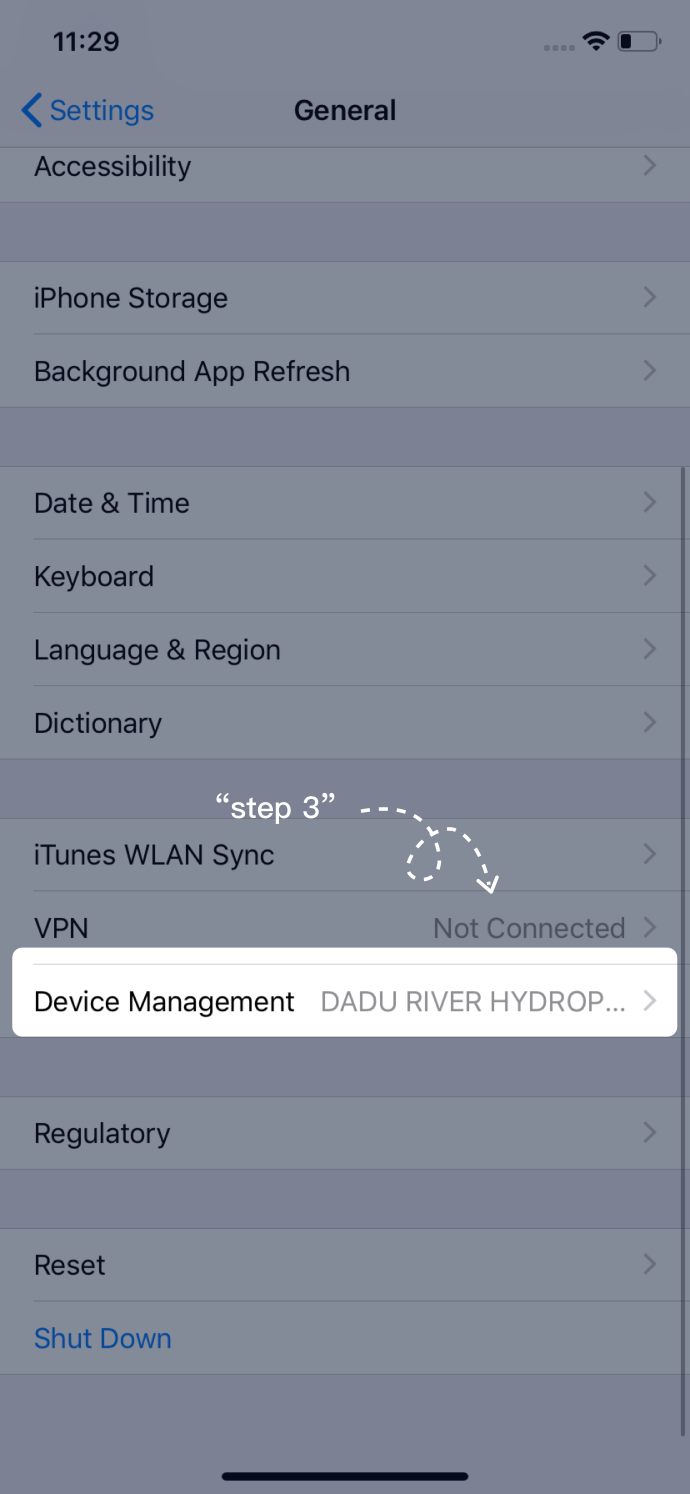 11:29
Settings
General
Accessibility
iPhone Storage
Background App Refresh
Date & Time
Keyboard
Language & Region
Dictionary
“step 3”
iTunes WLAN Sync
VPN Not Connected
Device Management DADU RIVER HYDROP...
Regulatory
Reset
Shut Down